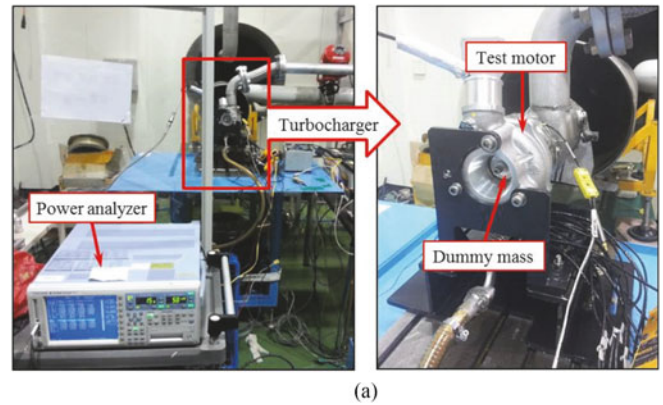 Test motor
Turbocharger
Power analyzer
Dummy mass
(a)